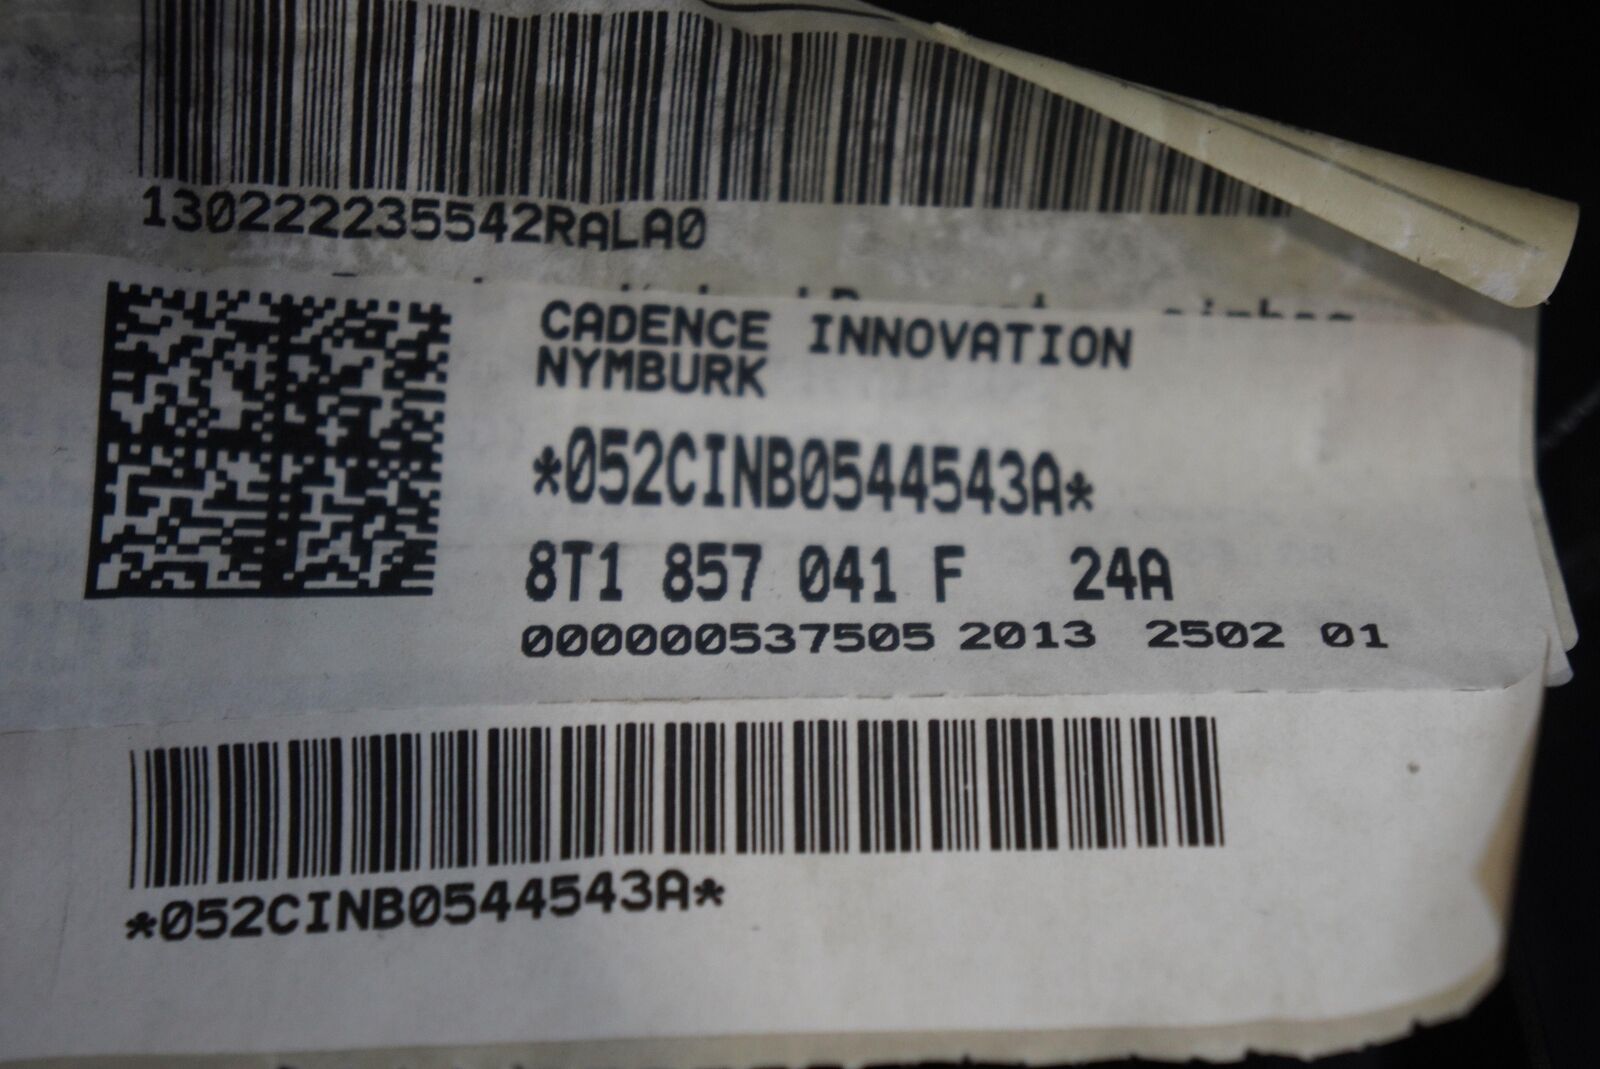 130222235542RALA0
CADENCE INNOVATION
NYMBURK
*052CINB0544543A*
8T1 857 041 F 24A
000000537505 2013 2502 01
*052CINB0544543A*